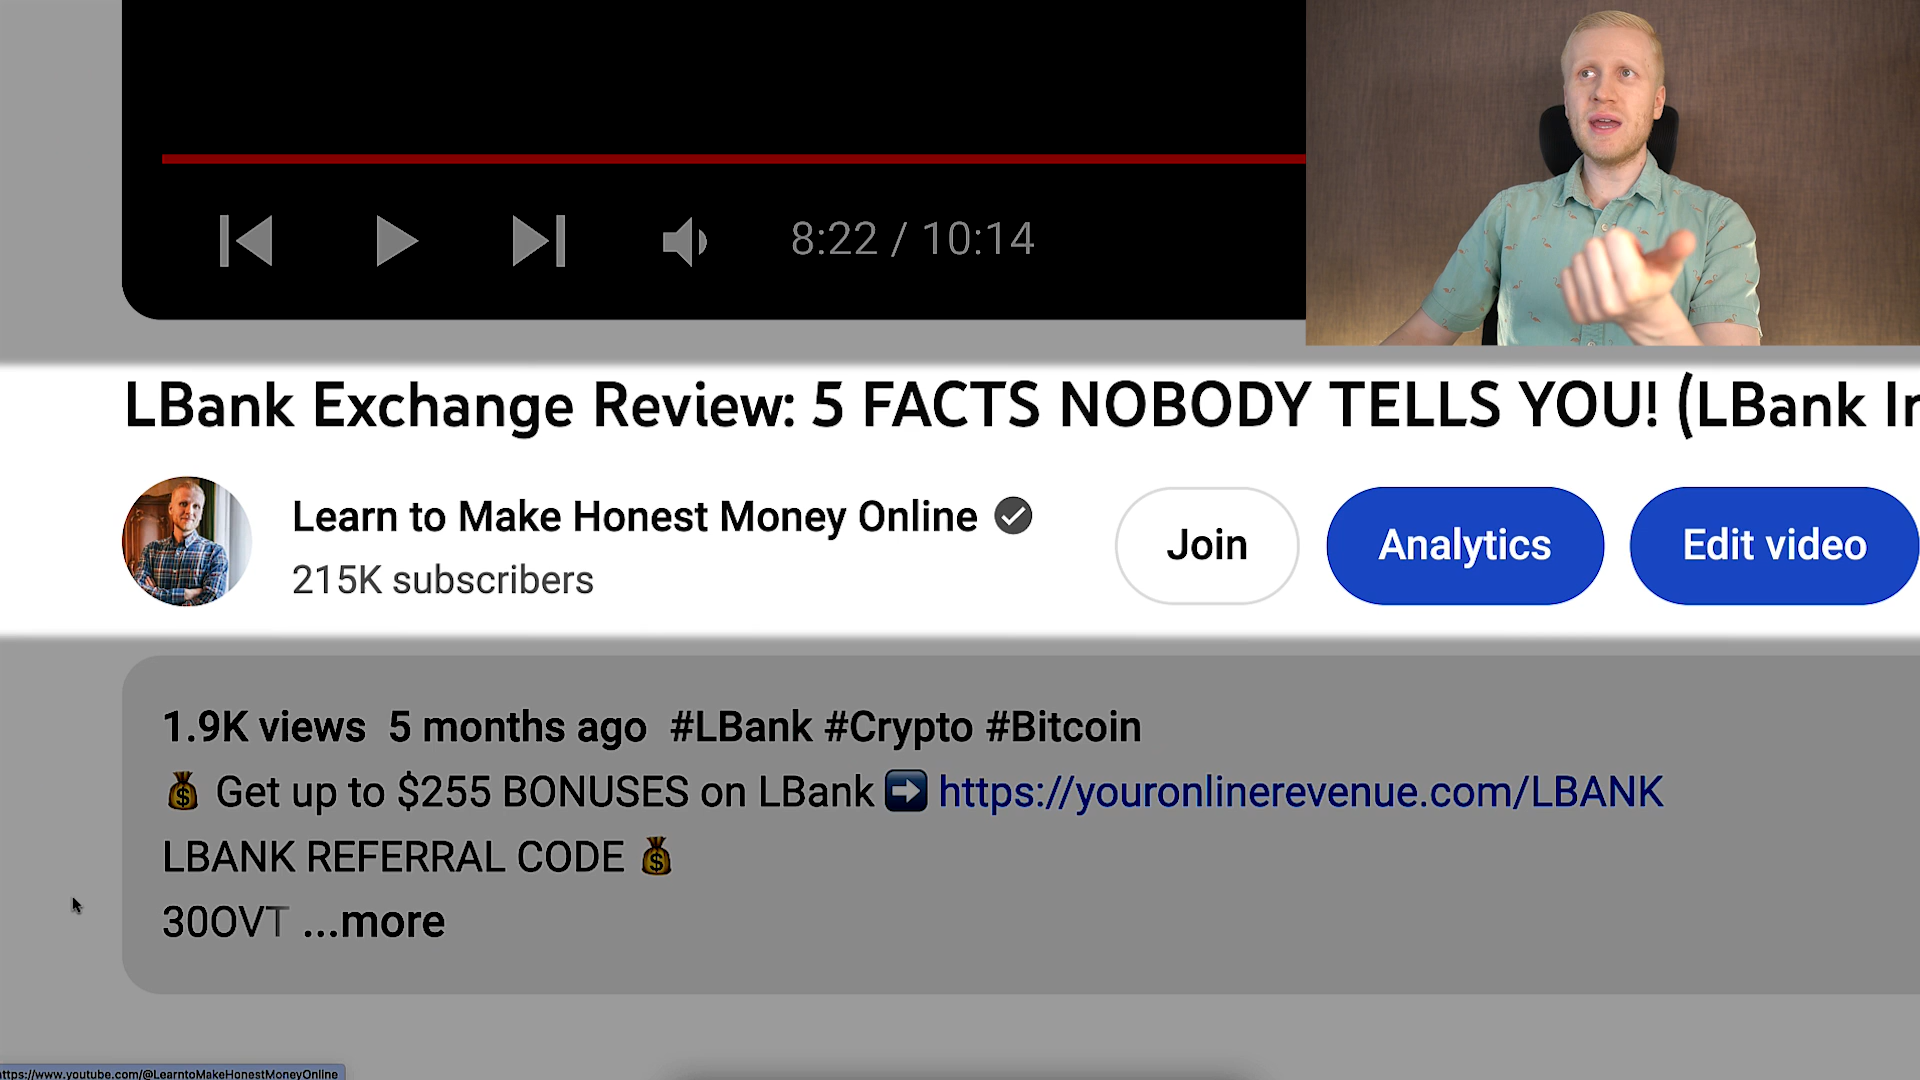 8:22 / 10:14
LBank Exchange Review: 5 FACTS NOBODY TELLS YOU! (LBank
Learn to Make Honest Money Online
215K subscribers
Join
Analytics
Edit video
1.9K views 5 months ago #LBank #Crypto #Bitcoin
💰 Get up to $255 BONUSES on LBank ➡️ https://youronlinerevenue.com/LBANK
LBANK REFERRAL CODE 💰
30OVT ...more
ttps://www.youtube.com/@LearntoMakeHonestMoneyOnline